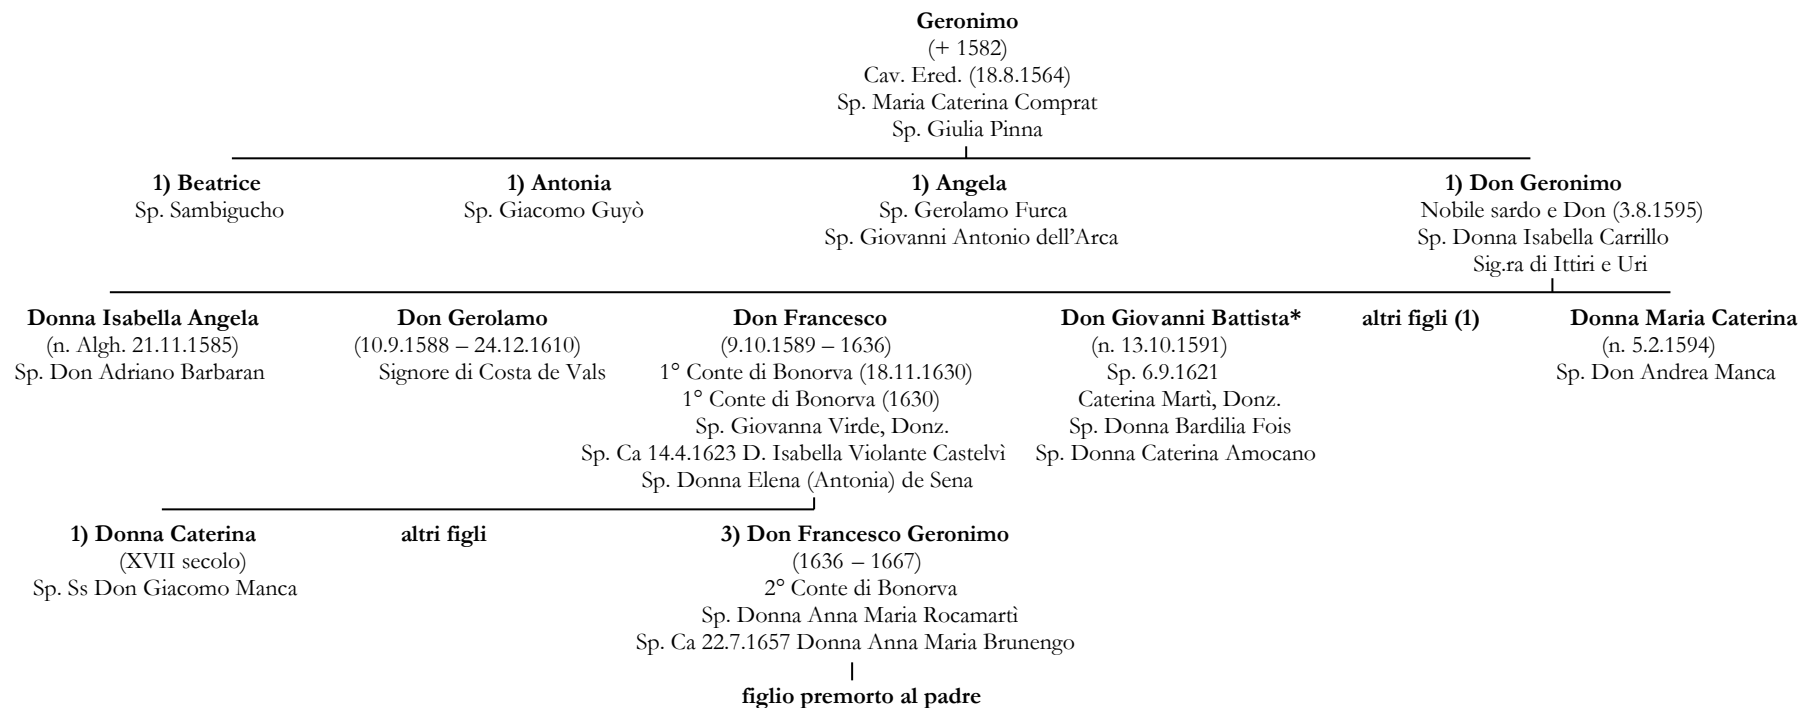 Geronimo
(+ 1582)
Cav. Ered. (18.8.1564)
Sp. Maria Caterina Comprat
Sp. Giulia Pinna
1) Beatrice
Sp. Sambigucho
1) Antonia
Sp. Giacomo Guyò
1) Angela
Sp. Gerolamo Furca
Sp. Giovanni Antonio dell’Arca
1) Don Geronimo
Nobile sardo e Don (3.8.1595)
Sp. Donna Isabella Carrillo
Sig.ra di Ittiri e Uri
Donna Isabella Angela
(n. Algh. 21.11.1585)
Sp. Don Adriano Barbaran
Don Gerolamo
(10.9.1588 – 24.12.1610)
Signore di Costa de Vals
Don Francesco
(9.10.1589 – 1636)
1° Conte di Bonorva (18.11.1630)
1° Conte di Bonorva (1630)
Sp. Giovanna Virde, Donz.
Sp. Ca 14.4.1623 D. Isabella Violante Castelvì
Sp. Donna Elena (Antonia) de Sena
Don Giovanni Battista*
(n. 13.10.1591)
Sp. 6.9.1621
Caterina Martì, Donz.
Sp. Donna Bardilia Fois
Sp. Donna Caterina Amocano
altri figli (1)
Donna Maria Caterina
(n. 5.2.1594)
Sp. Don Andrea Manca
1) Donna Caterina
(XVII secolo)
Sp. Ss Don Giacomo Manca
altri figli
3) Don Francesco Geronimo
(1636 – 1667)
2° Conte di Bonorva
Sp. Donna Anna Maria Rocamartì
Sp. Ca 22.7.1657 Donna Anna Maria Brunengo
figlio premorto al padre